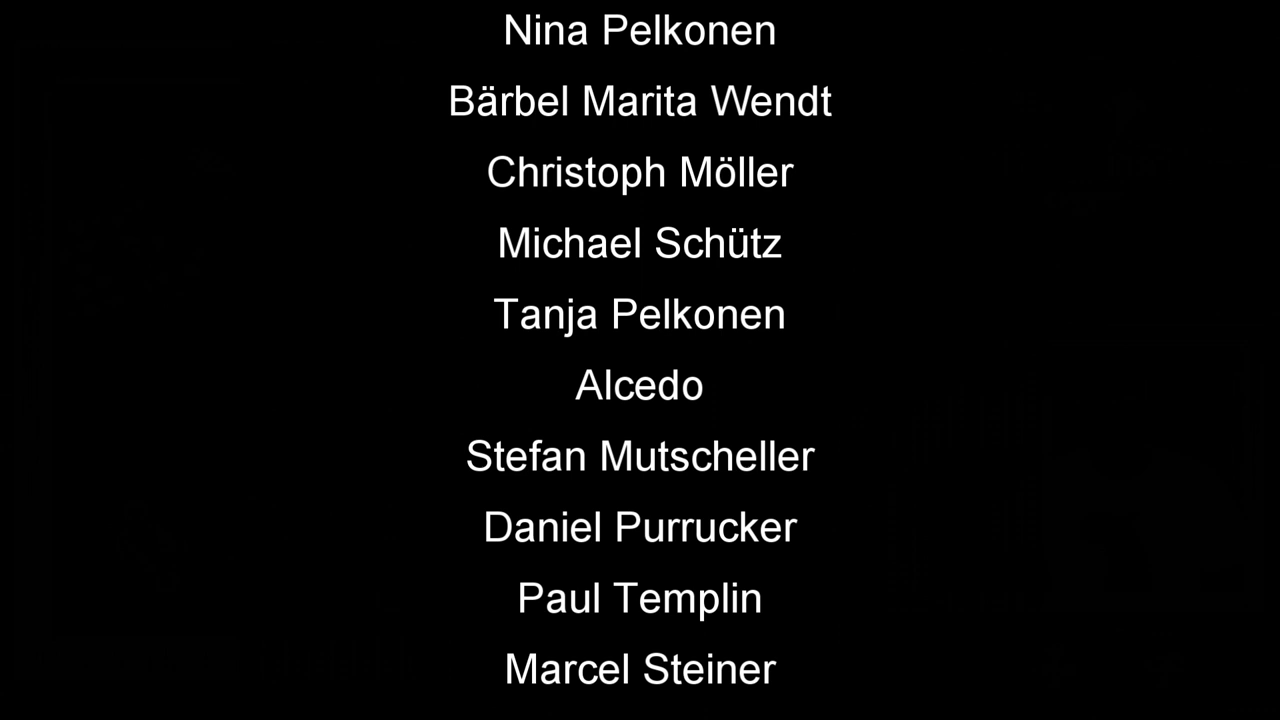 Nina Pelkonen
Bärbel Marita Wendt
Christoph Möller
Michael Schütz
Tanja Pelkonen
Alcedo
Stefan Mutscheller
Daniel Purrucker
Paul Templin
Marcel Steiner